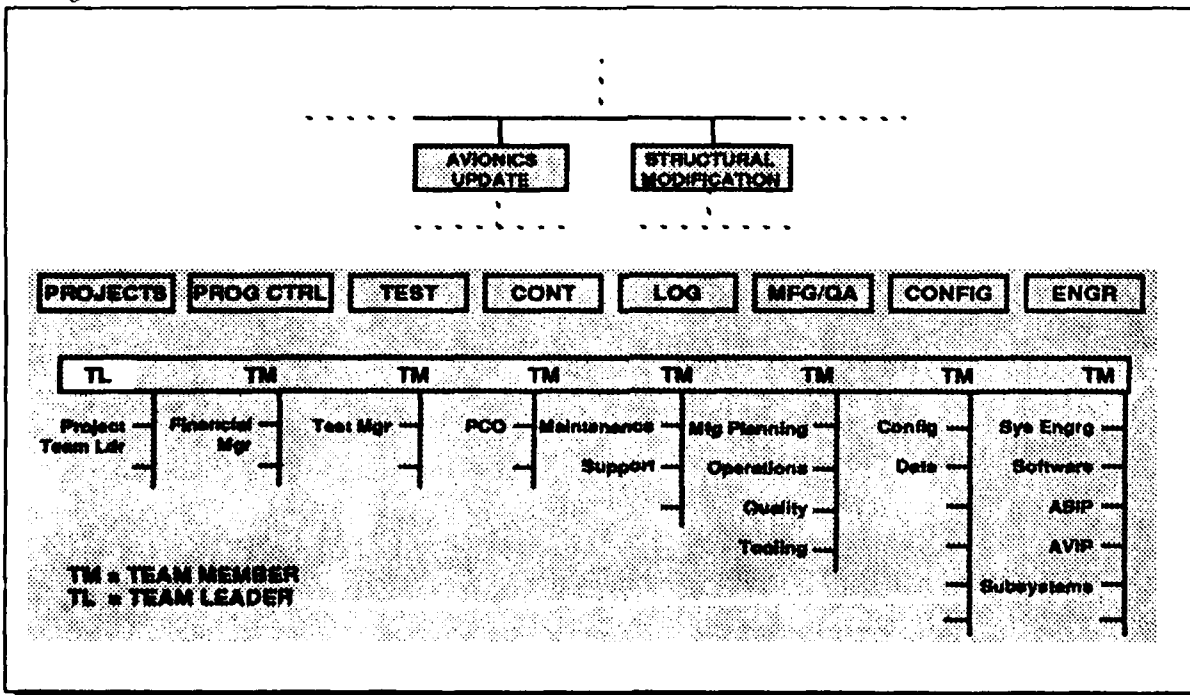 AVIONICS
UPDATE
STRUCTURAL
MODIFICATION
PROJECTS PROG CTRL TEST CONT LOG MFG/QA CONFIG ENGR
TL TM TM TM TM TM TM TM
Project
Team Ldr
Financial
Mgr
Test Mgr
PCO
Maintenance
Support
Mfg Planning
Operations
Quality
Tooling
Config
Data
Sys Engrg
Software
ASIP
AVIP
Subsystems
TM = TEAM MEMBER
TL = TEAM LEADER